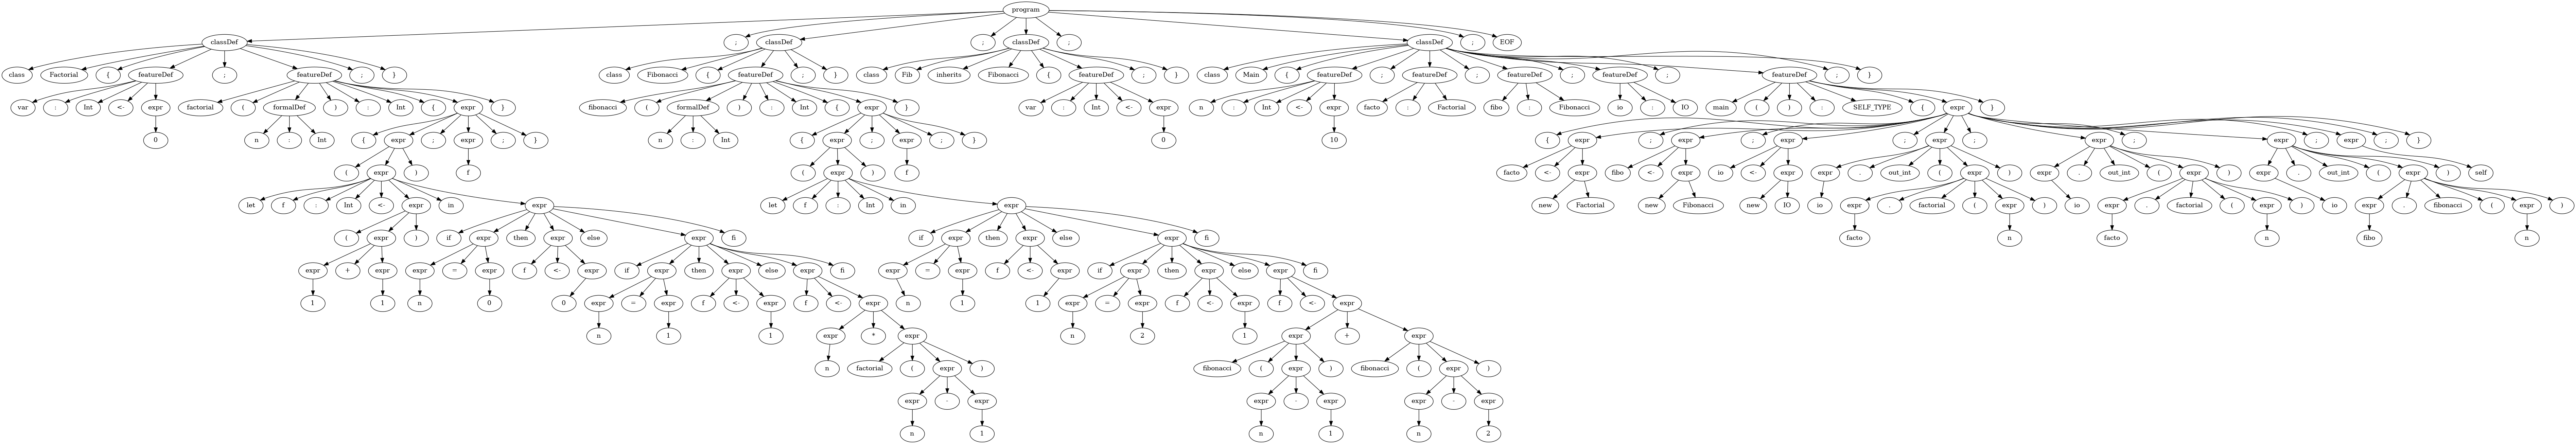 program
classDef ; classDef ; classDef ; classDef ; EOF
class Factorial { featureDef ; featureDef ; } class Fibonacci { featureDef ; } class Fib inherits Fibonacci { featureDef ; } class Main { featureDef ; featureDef ; featureDef ; featureDef ; featureDef ; }
var : Int <- expr factorial ( formalDef ) : Int { expr } fibonacci ( formalDef ) : Int { expr } var : Int <- expr n : Int <- expr facto : Factorial fibo : Fibonacci io : IO main ( ) : SELF_TYPE { expr }
0 n : Int { expr ; expr ; } n : Int { expr ; expr ; } 0 10 { expr ; expr ; expr ; expr ; expr ; expr ; expr ; }
( expr ) f ( expr ) f facto <- expr fibo <- expr io <- expr expr . out_int ( expr ) expr . out_int ( expr ) expr . out_int ( expr ) self
let f : Int <- expr in expr let f : Int in expr new Factorial new Fibonacci new IO io expr . factorial ( expr ) io expr . factorial ( expr ) io expr . fibonacci ( expr )
( expr ) if expr then expr else expr fi if expr then expr else expr fi facto n facto n fibo n
expr + expr expr = expr f <- expr if expr then expr else expr fi expr = expr f <- expr if expr then expr else expr fi
1 1 n 0 0 expr = expr f <- expr f <- expr n 1 1 expr = expr f <- expr f <- expr
n 1 1 expr * expr n 2 1 expr + expr
n factorial ( expr ) fibonacci ( expr ) fibonacci ( expr )
expr - expr expr - expr expr - expr
n 1 n 1 n 2